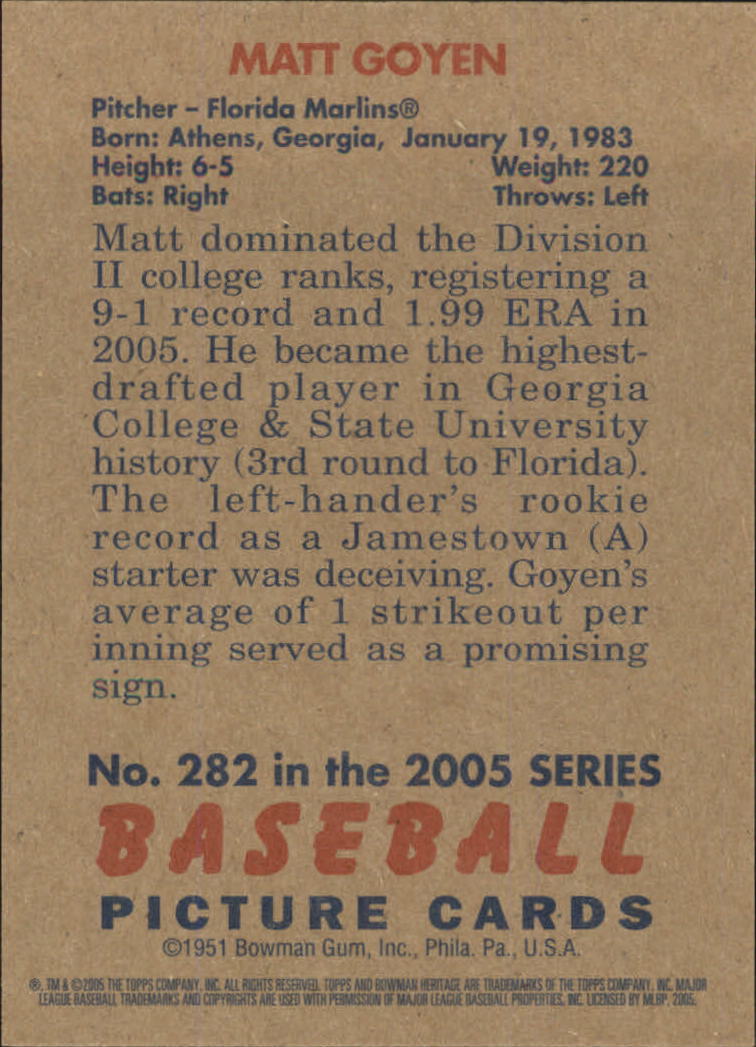 MATT GOYEN
Pitcher – Florida Marlins®
Born: Athens, Georgia, January 19, 1983
Height: 6-5 Weight: 220
Bats: Right Throws: Left
Matt dominated the Division
II college ranks, registering a
9-1 record and 1.99 ERA in
2005. He became the highest-
drafted player in Georgia
College & State University
history (3rd round to Florida).
The left-hander's rookie
record as a Jamestown (A)
starter was deceiving. Goyen's
average of 1 strikeout per
inning served as a promising
sign.
No. 282 in the 2005 SERIES
BASEBALL
PICTURE CARDS
©1951 Bowman Gum, Inc., Phila. Pa., U.S.A.
®, TM & ©2005 THE TOPPS COMPANY, INC. ALL RIGHTS RESERVED. TOPPS AND BOWMAN HERITAGE ARE TRADEMARKS OF THE TOPPS COMPANY, INC. MAJOR
LEAGUE BASEBALL TRADEMARKS AND COPYRIGHTS ARE USED WITH PERMISSION OF MAJOR LEAGUE BASEBALL PROPERTIES, INC. LICENSED BY MLBP, 2005.